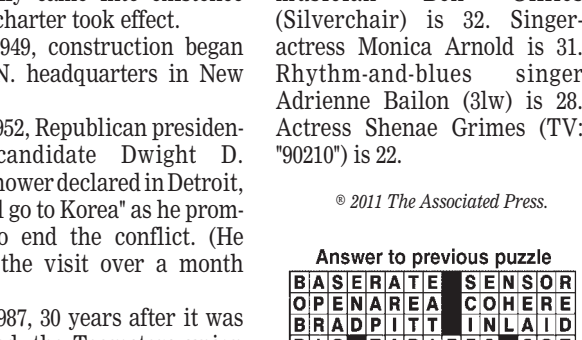 charter took effect.
949, construction began
N. headquarters in New
952, Republican presiden-
candidate Dwight D.
hower declared in Detroit,
l go to Korea" as he prom-
o end the conflict. (He
the visit over a month
987, 30 years after it was
(Silverchair) is 32. Singer-
actress Monica Arnold is 31.
Rhythm-and-blues singer
Adrienne Bailon (3lw) is 28.
Actress Shenae Grimes (TV:
"90210") is 22.
® 2011 The Associated Press.
Answer to previous puzzle
BASERATE SENSOR
OPENAREA COHERE
BRADPITT INLAID